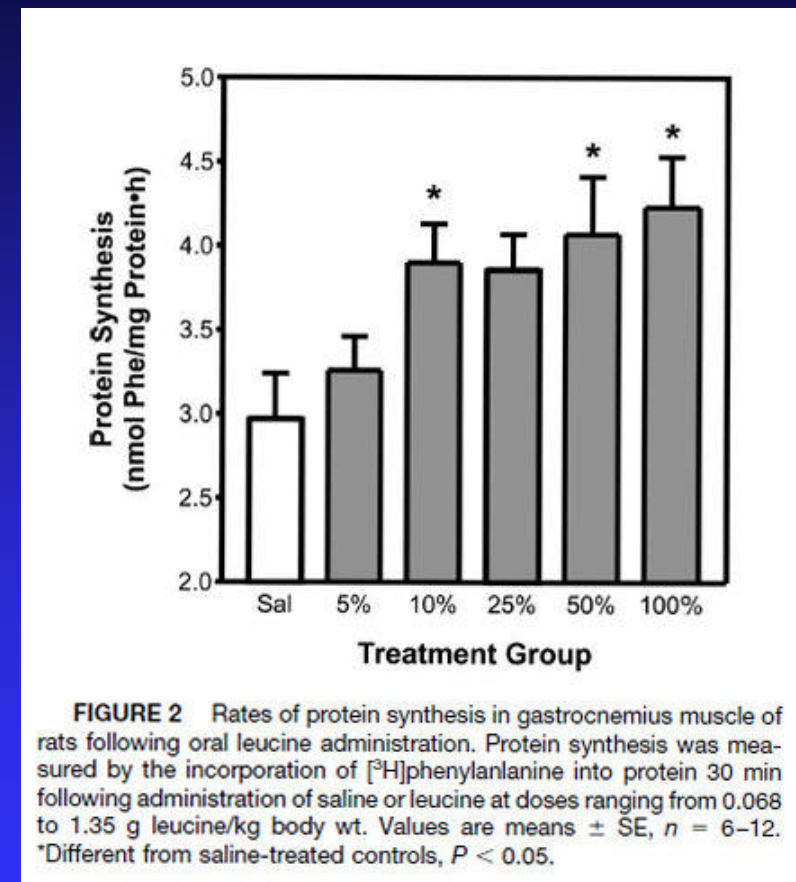 5.0
*
4.5
*
*
4.0
3.5
3.0
2.5
2.0
Protein Synthesis
(nmol Phe/mg Protein•h)
Sal 5% 10% 25% 50% 100%
Treatment Group
FIGURE 2 Rates of protein synthesis in gastrocnemius muscle of
rats following oral leucine administration. Protein synthesis was mea-
sured by the incorporation of [³H]phenylanlanine into protein 30 min
following administration of saline or leucine at doses ranging from 0.068
to 1.35 g leucine/kg body wt. Values are means ± SE, n = 6–12.
*Different from saline-treated controls, P < 0.05.